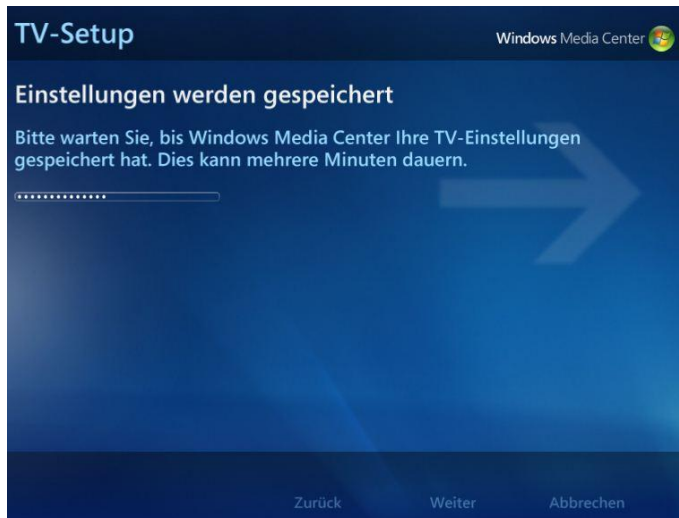 TV-Setup
Windows Media Center
Einstellungen werden gespeichert
Bitte warten Sie, bis Windows Media Center Ihre TV-Einstellungen
gespeichert hat. Dies kann mehrere Minuten dauern.
Zurück Weiter Abbrechen